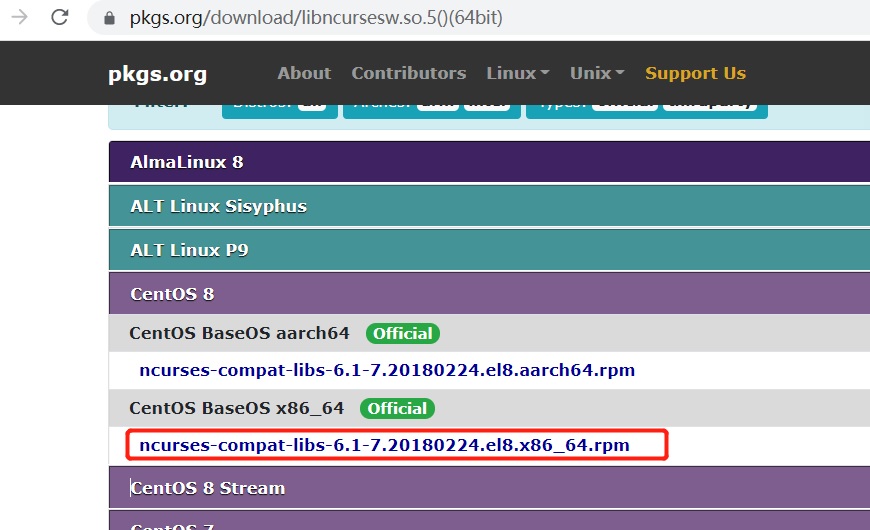 pkgs.org/download/libncursesw.so.5()(64bit)
pkgs.org About Contributors Linux Unix Support Us
AlmaLinux 8
ALT Linux Sisyphus
ALT Linux P9
CentOS 8
CentOS BaseOS aarch64 Official
ncurses-compat-libs-6.1-7.20180224.el8.aarch64.rpm
CentOS BaseOS x86_64 Official
ncurses-compat-libs-6.1-7.20180224.el8.x86_64.rpm
CentOS 8 Stream
CentOS 7